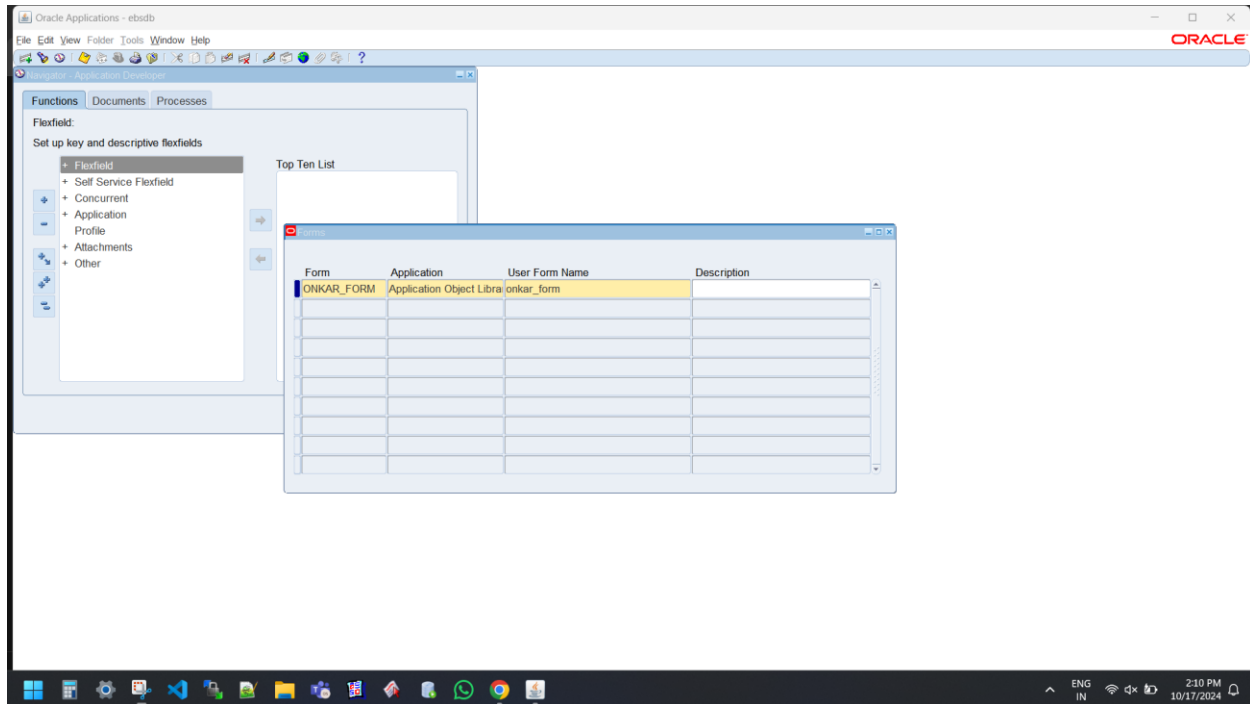 Oracle Applications - ebsdb
File Edit View Folder Tools Window Help
ORACLE
Navigator - Application Developer
Functions Documents Processes
Flexfield:
Set up key and descriptive flexfields
+ Flexfield
+ Self Service Flexfield
+ Concurrent
+ Application
Profile
+ Attachments
+ Other
Top Ten List
Forms
Form Application User Form Name Description
ONKAR_FORM Application Object Libra onkar_form
ENG
IN
2:10 PM
10/17/2024